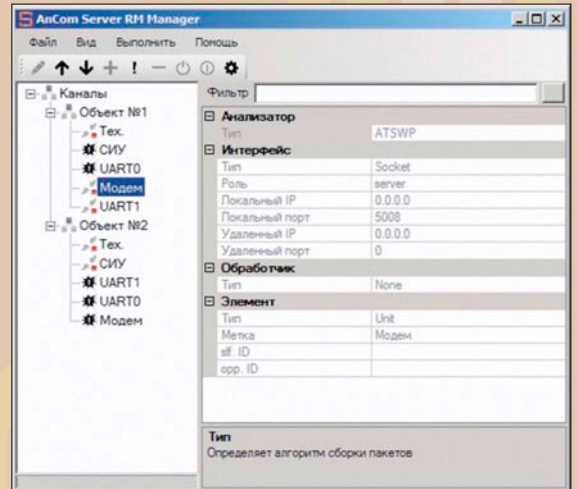 AnCom Server RM Manager
Файл Вид Выполнить Помощь
Каналы
Объект №1
Тех.
СИУ
UART0
Модем
UART1
Объект №2
Тех.
СИУ
UART1
UART0
Модем
Фильтр
Анализатор
Тип ATSWP
Интерфейс
Тип Socket
Роль server
Локальный IP 0.0.0.0
Локальный порт 5008
Удаленный IP 0.0.0.0
Удаленный порт 0
Обработчик
Тип None
Элемент
Тип Unit
Метка Модем
slf. ID
opp. ID
Тип
Определяет алгоритм сборки пакетов